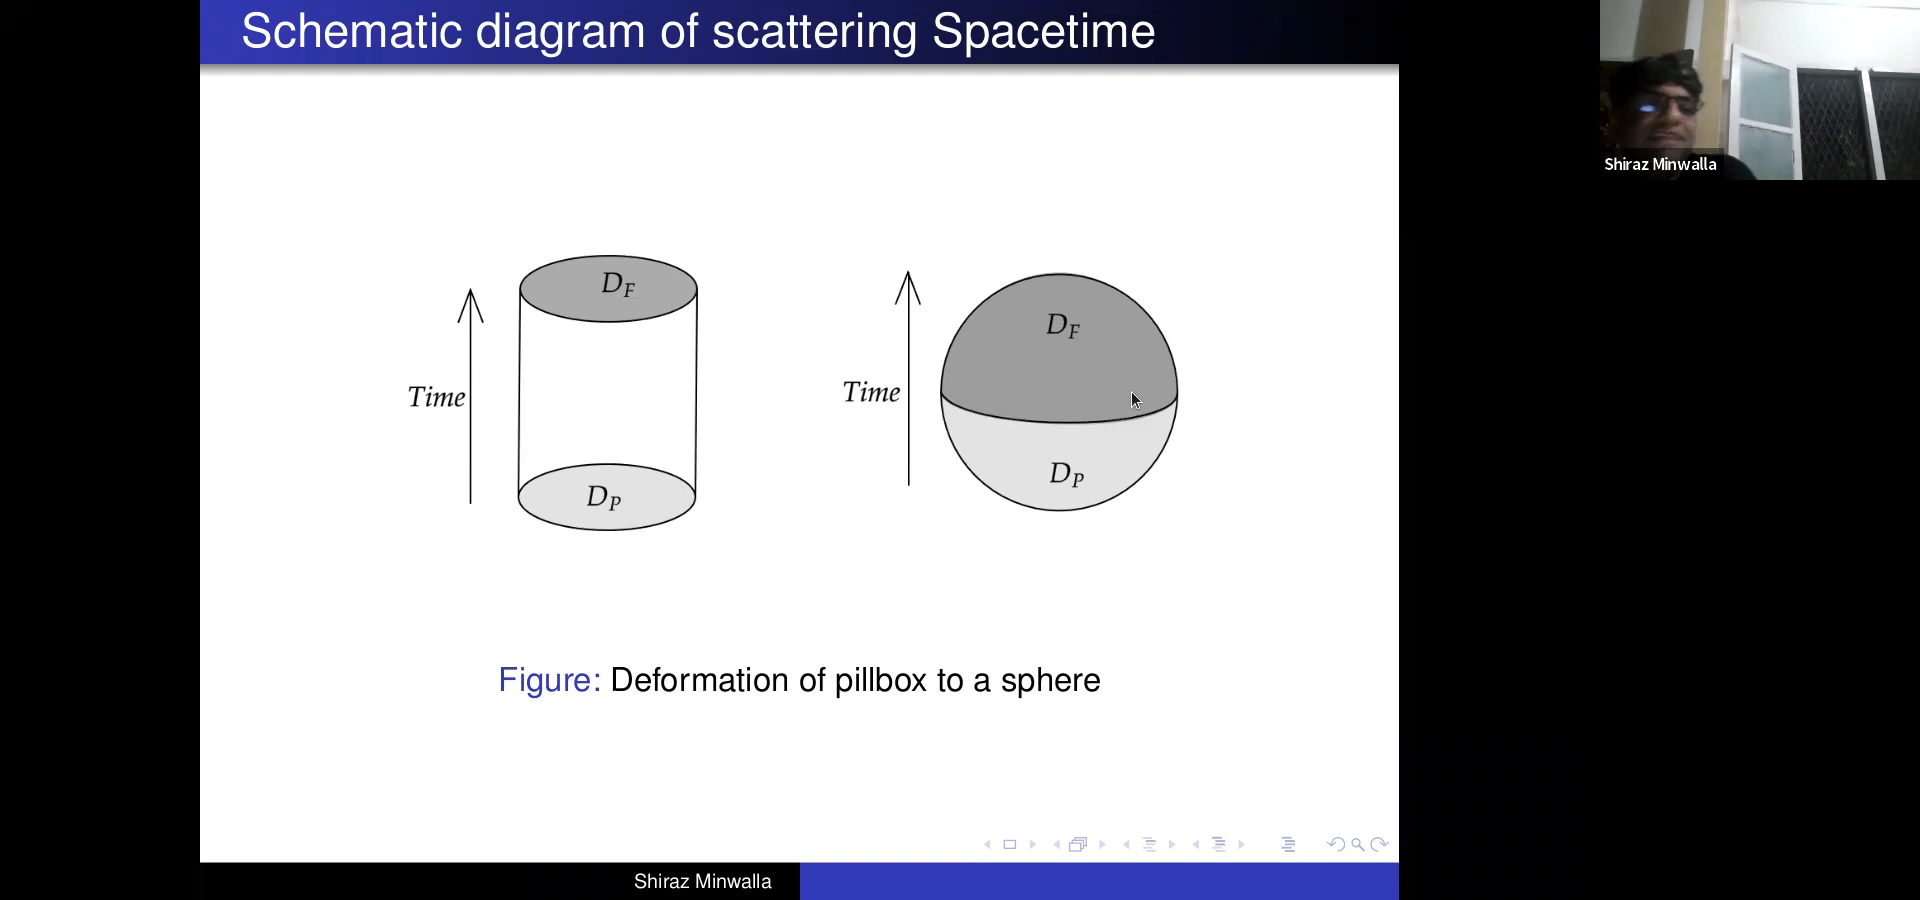 Schematic diagram of scattering Spacetime
Shiraz Minwalla
D_F
Time
D_P
D_F
Time
D_P
Figure: Deformation of pillbox to a sphere
Shiraz Minwalla